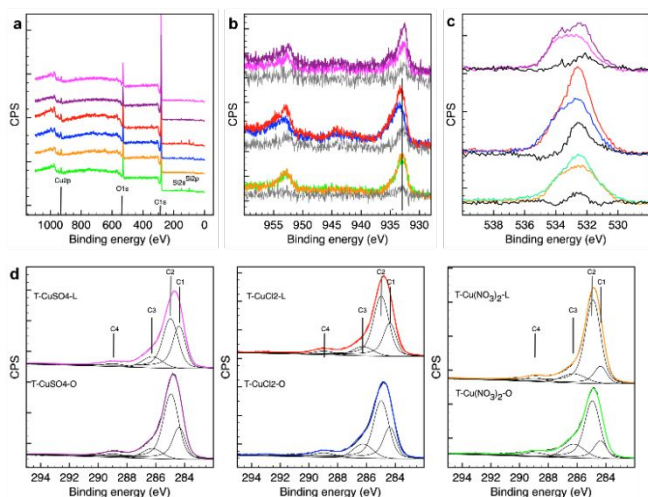 a
b
c
CPS
CPS
CPS
Cu2p
O1s
Si2s
Si2p
C1s
1000 800 600 400 200 0
955 950 945 940 935 930
538 536 534 532 530
Binding energy (eV)
Binding energy (eV)
Binding energy (eV)
d
T-CuSO4-L
C4
C3
C2
C1
T-CuSO4-O
CPS
294 292 290 288 286 284
Binding energy (eV)
T-CuCl2-L
C4
C3
C2
C1
T-CuCl2-O
CPS
294 292 290 288 286 284
Binding energy (eV)
T-Cu(NO3)2-L
C4
C3
C2
C1
T-Cu(NO3)2-O
CPS
294 292 290 288 286 284
Binding energy (eV)